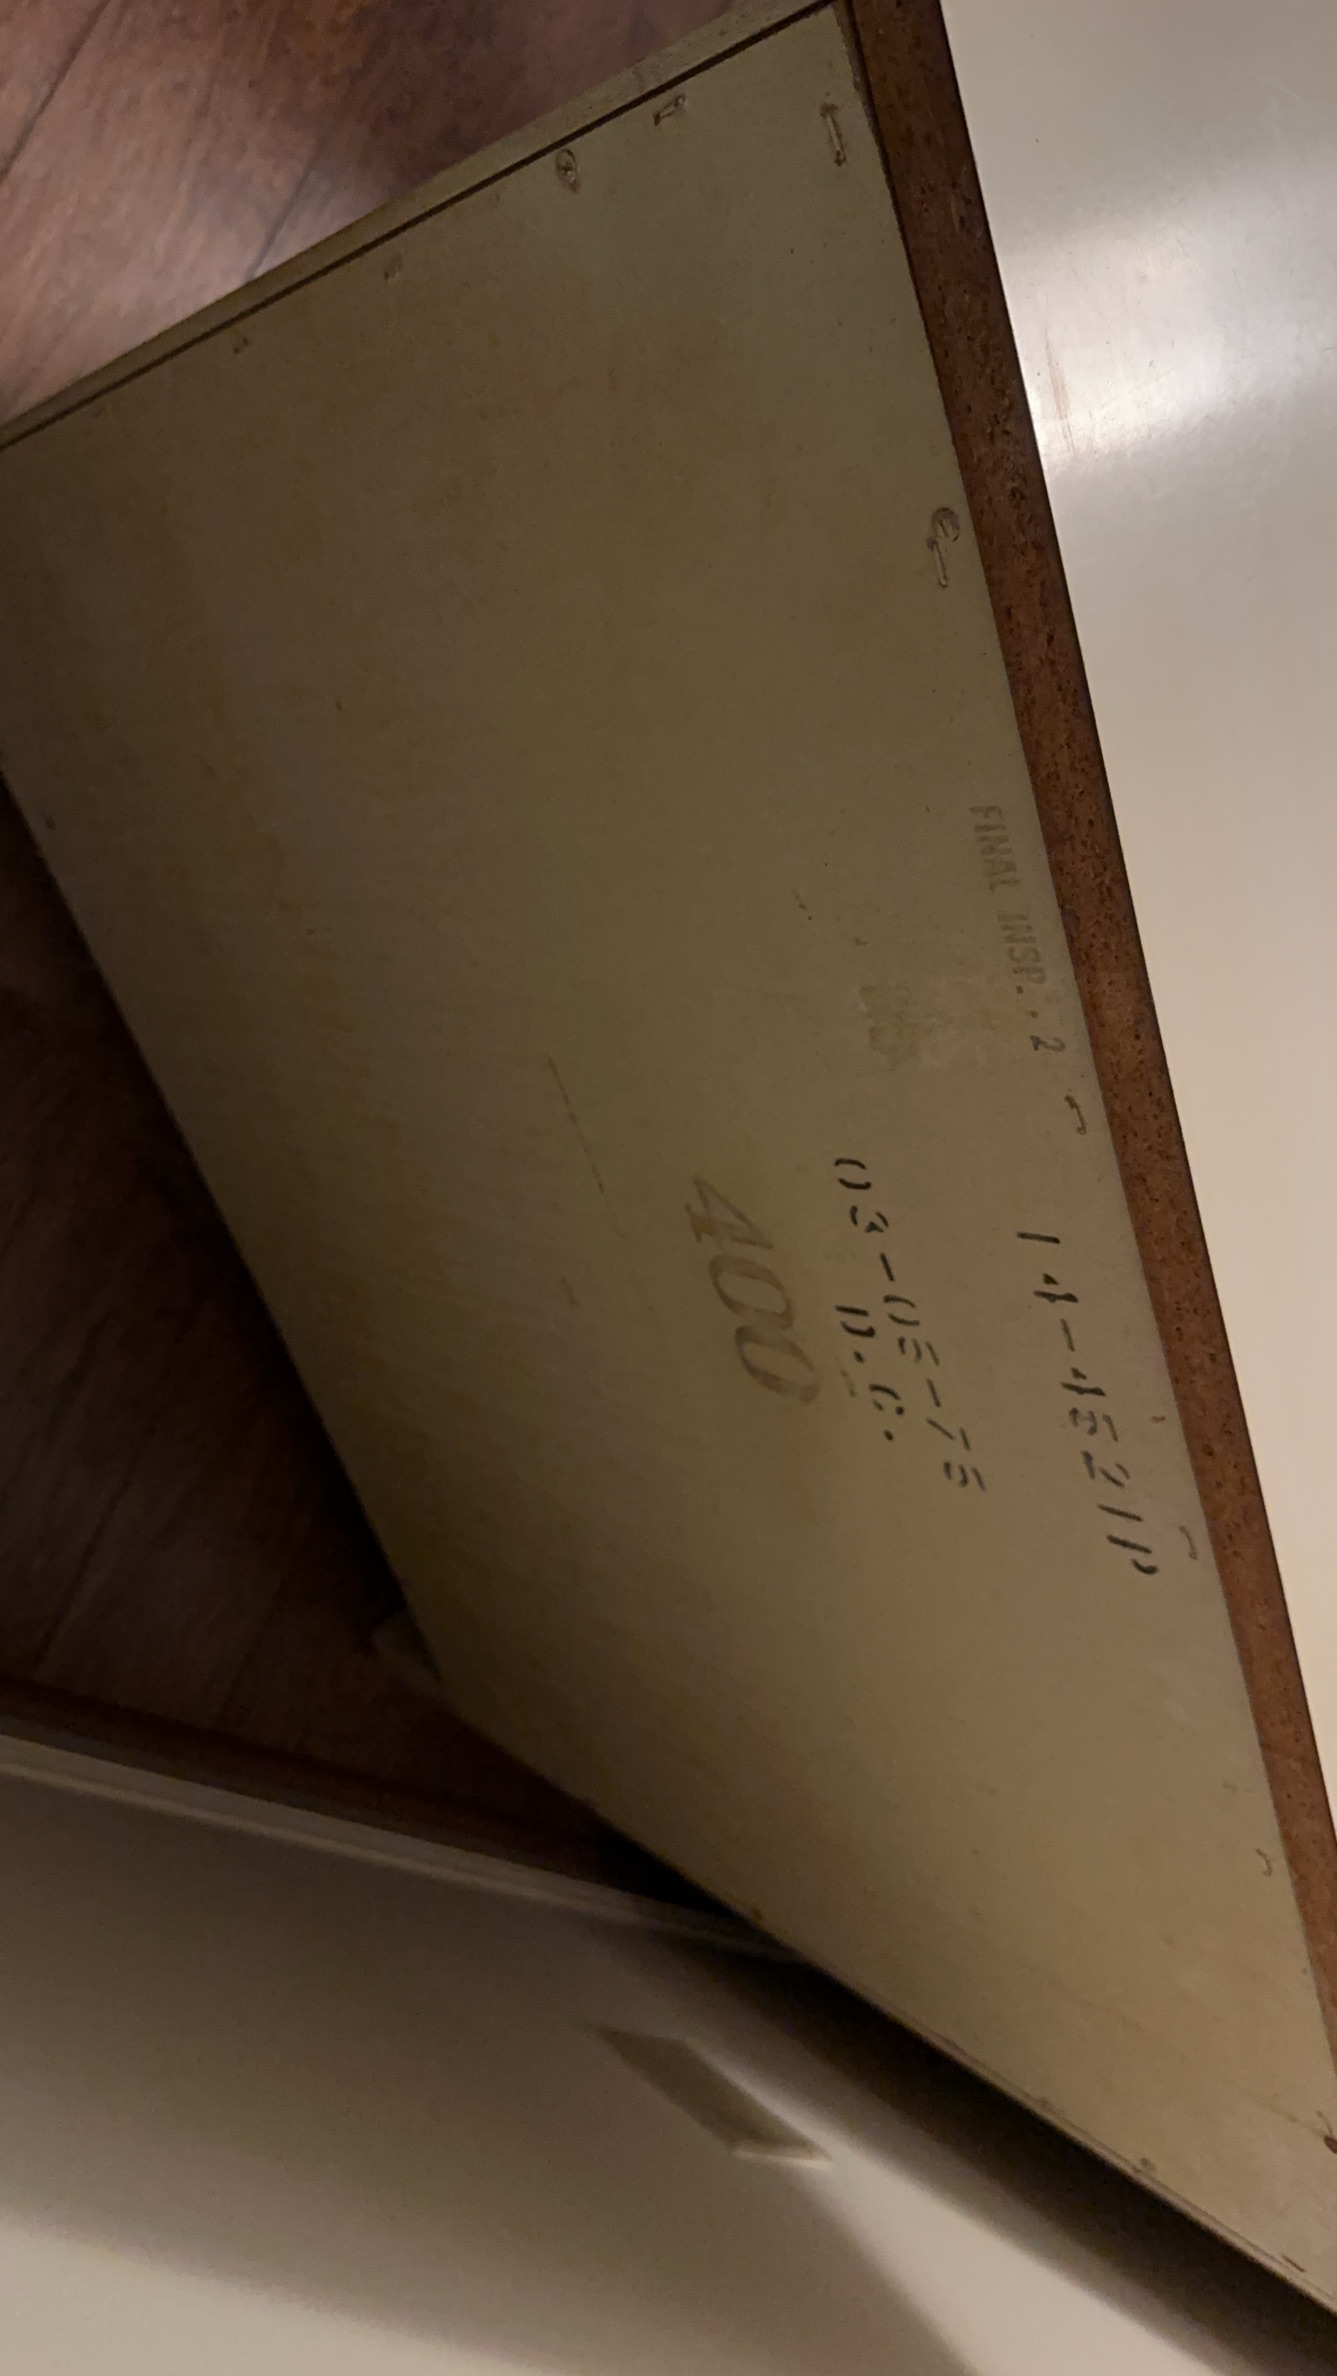 FINAL INSP.. 2
14-4521P
03-05-75
D.C.
400